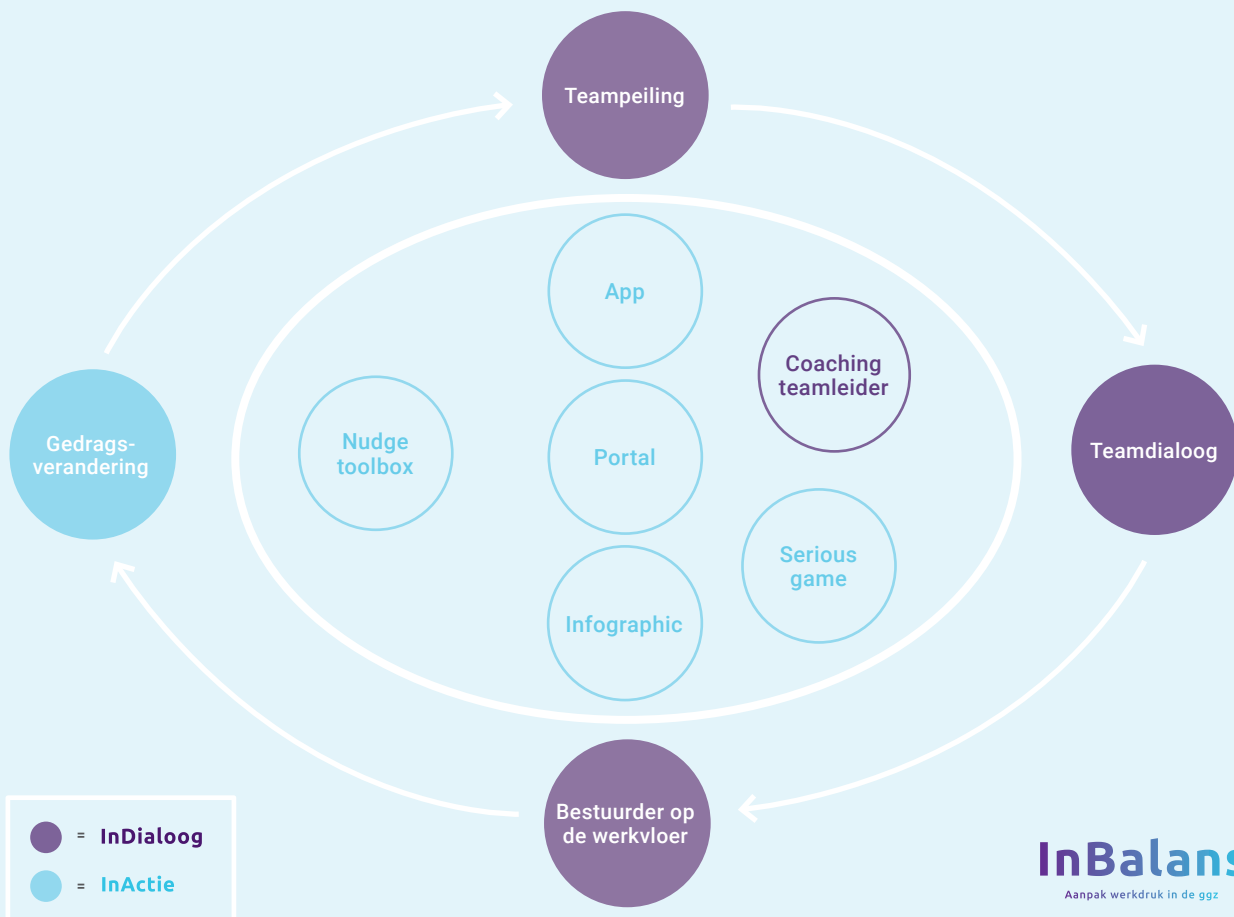 Teampeiling
App
Coaching
teamleider
Gedrags-
verandering
Nudge
toolbox
Portal
Teamdialoog
Serious
game
Infographic
Bestuurder op
de werkvloer
= InDialoog
= InActie
InBalans
Aanpak werkdruk in de ggz